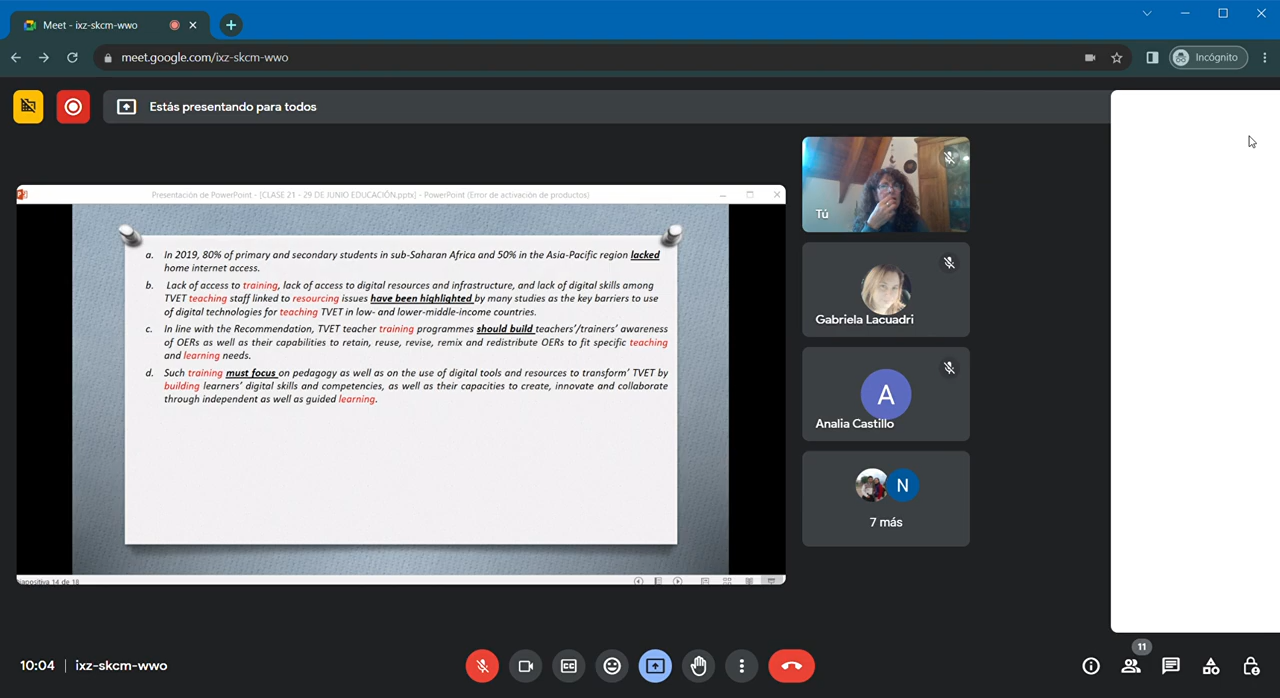 Meet - ixz-skcm-wwo
meet.google.com/ixz-skcm-wwo
Incógnito
Estás presentando para todos
Presentación de PowerPoint - [CLASE 21 - 29 DE JUNIO EDUCACIÓN.pptx] - PowerPoint (Error de activación de productos)
a. In 2019, 80% of primary and secondary students in sub-Saharan Africa and 50% in the Asia-Pacific region lacked
home internet access.
b. Lack of access to training, lack of access to digital resources and infrastructure, and lack of digital skills among
TVET teaching staff linked to resourcing issues have been highlighted by many studies as the key barriers to use
of digital technologies for teaching TVET in low- and lower-middle-income countries.
c. In line with the Recommendation, TVET teacher training programmes should build teachers'/trainers' awareness
of OERs as well as their capabilities to retain, reuse, revise, remix and redistribute OERs to fit specific teaching
and learning needs.
d. Such training must focus on pedagogy as well as on the use of digital tools and resources to transform' TVET by
building learners' digital skills and competencies, as well as their capacities to create, innovate and collaborate
through independent as well as guided learning.
iapositiva 14 de 18
Tú
Gabriela Lacuadri
A
Analia Castillo
N
7 más
10:04 | ixz-skcm-wwo
11